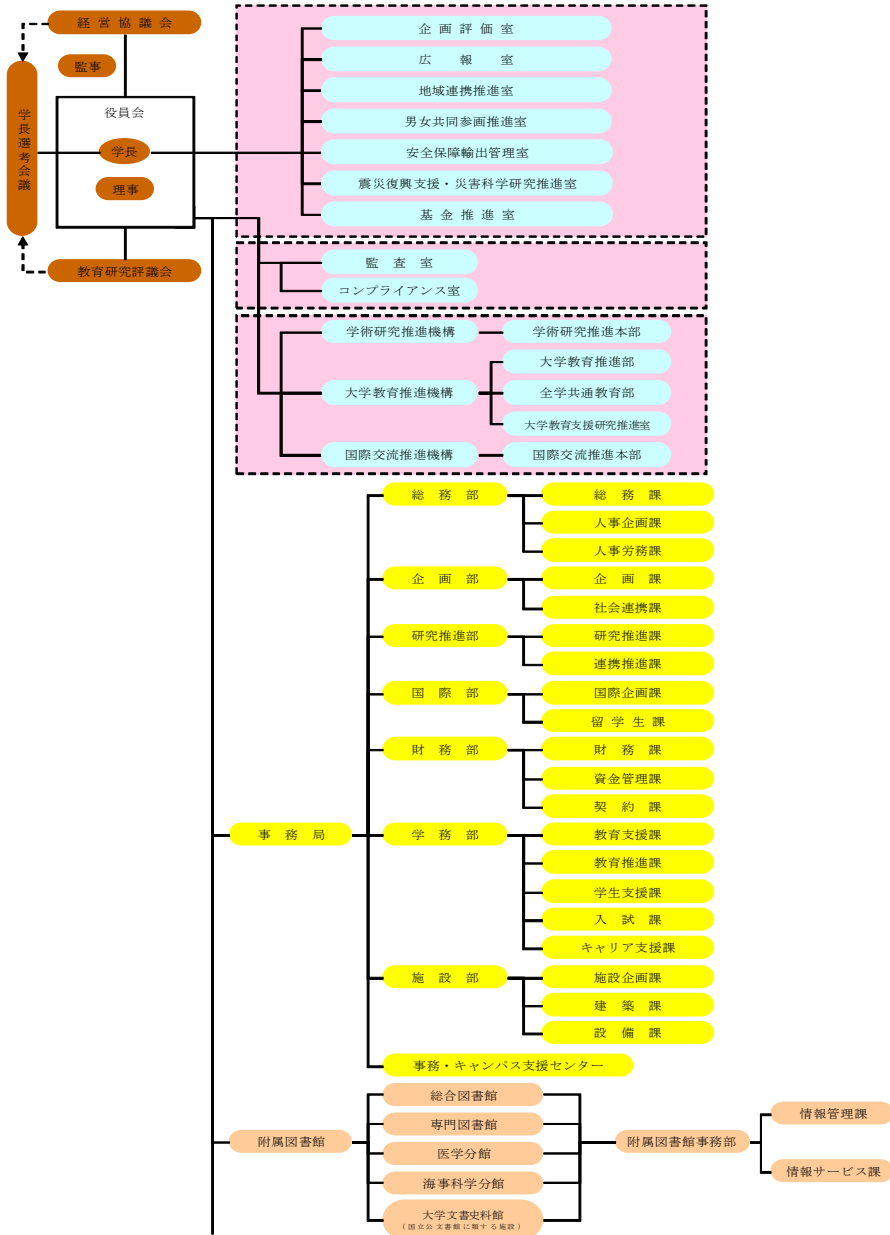 経営協議会
監事
学長選考会議
役員会
学長
理事
教育研究評議会
企画評価室
広報室
地域連携推進室
男女共同参画推進室
安全保障輸出管理室
震災復興支援・災害科学研究推進室
基金推進室
監査室
コンプライアンス室
学術研究推進機構
学術研究推進本部
大学教育推進機構
大学教育推進部
全学共通教育部
大学教育支援研究推進室
国際交流推進機構
国際交流推進本部
事務局
総務部
総務課
人事企画課
人事労務課
企画部
企画課
社会連携課
研究推進部
研究推進課
連携推進課
国際部
国際企画課
留学生課
財務部
財務課
資金管理課
契約課
学務部
教育支援課
教育推進課
学生支援課
入試課
キャリア支援課
施設部
施設企画課
建築課
設備課
事務・キャンパス支援センター
附属図書館
総合図書館
専門図書館
医学分館
海事科学分館
大学文書史料館
(国立公文書館に類する施設)
附属図書館事務部
情報管理課
情報サービス課